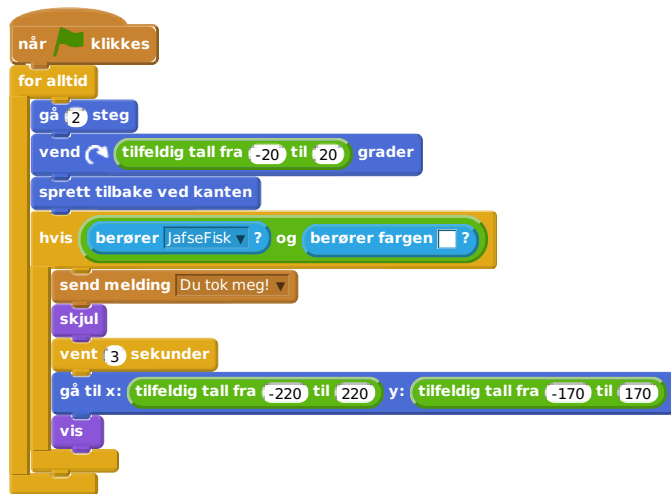 når klikkes
for alltid
gå 2 steg
vend tilfeldig tall fra -20 til 20 grader
sprett tilbake ved kanten
hvis berører JafseFisk ? og berører fargen ?
send melding Du tok meg!
skjul
vent 3 sekunder
gå til x: tilfeldig tall fra -220 til 220 y: tilfeldig tall fra -170 til 170
vis